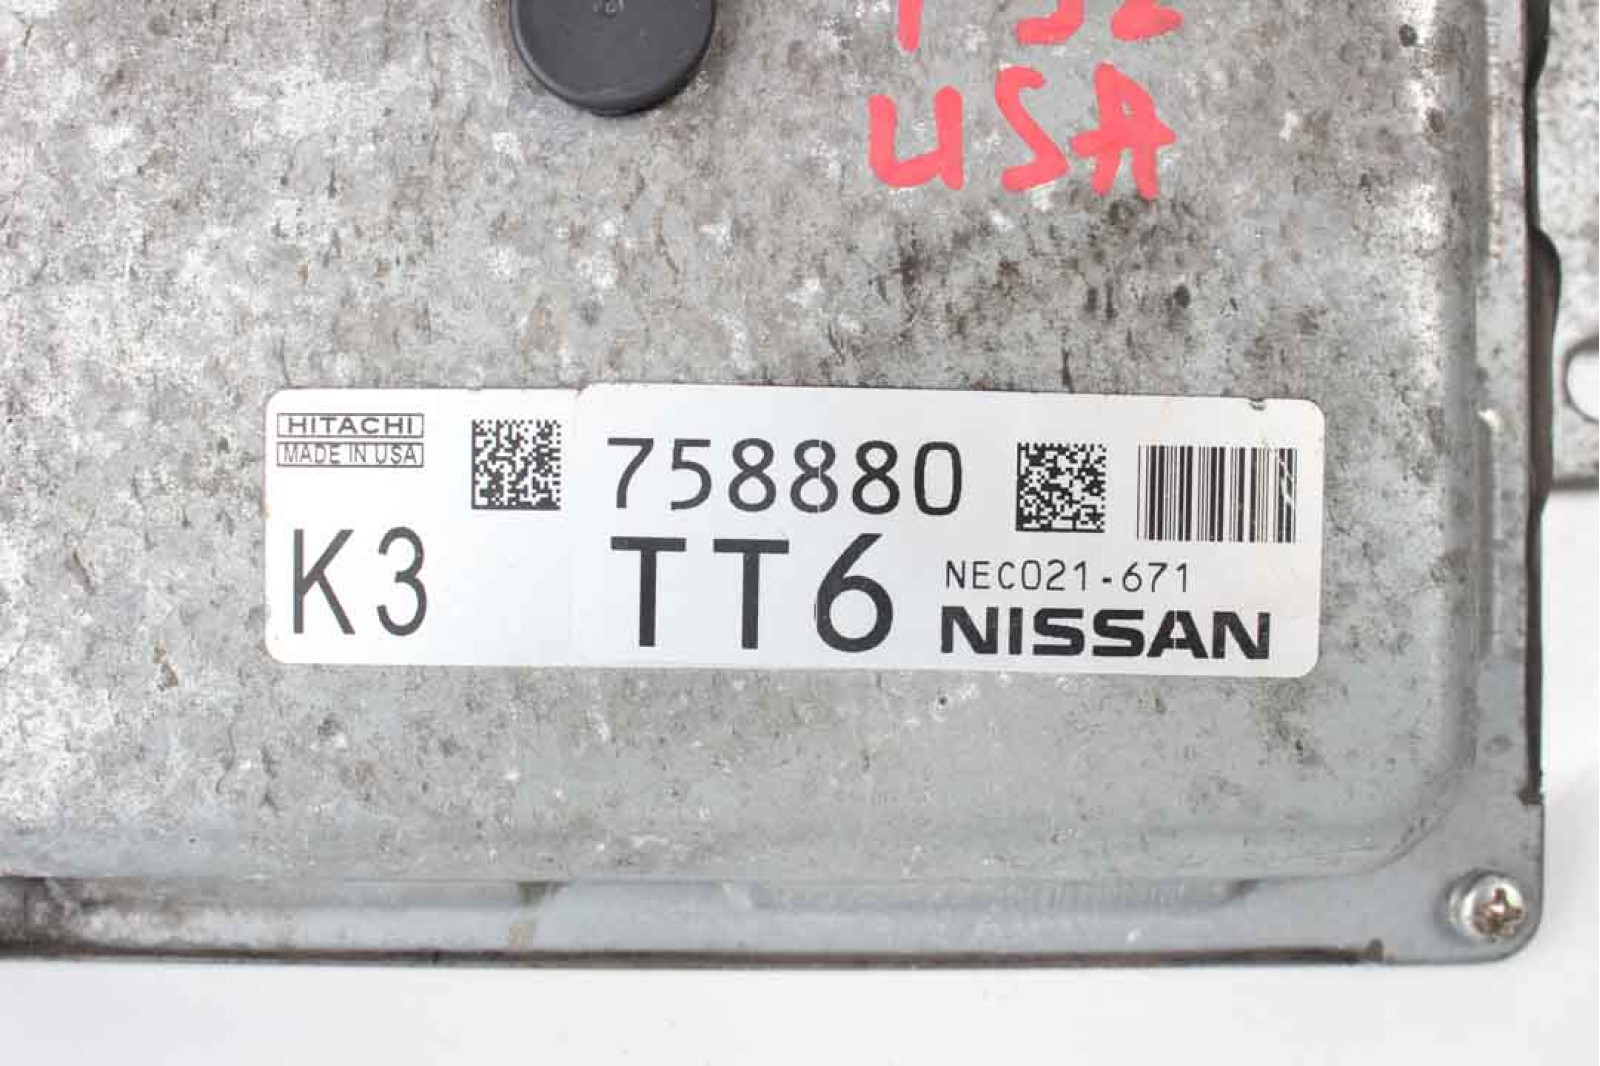 USA
HITACHI
MADE IN USA
758880
K3
TT6
NEC021-671
NISSAN